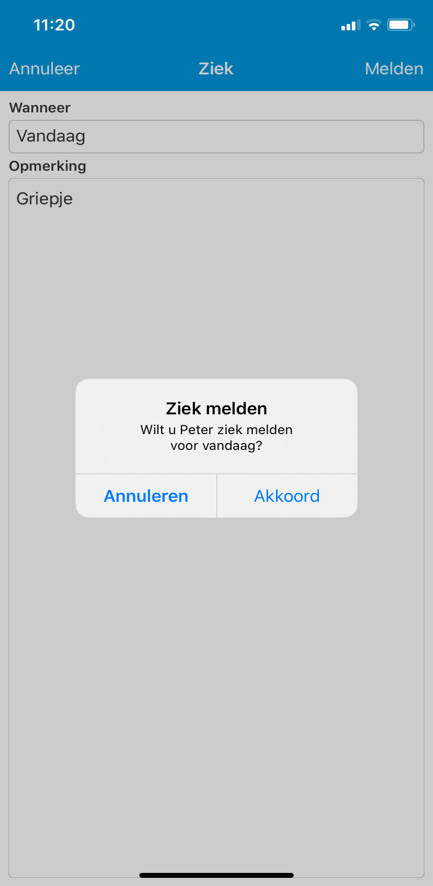 11:20
Annuleer Ziek Melden
Wanneer
Vandaag
Opmerking
Griepje
Ziek melden
Wilt u Peter ziek melden
voor vandaag?
Annuleren Akkoord